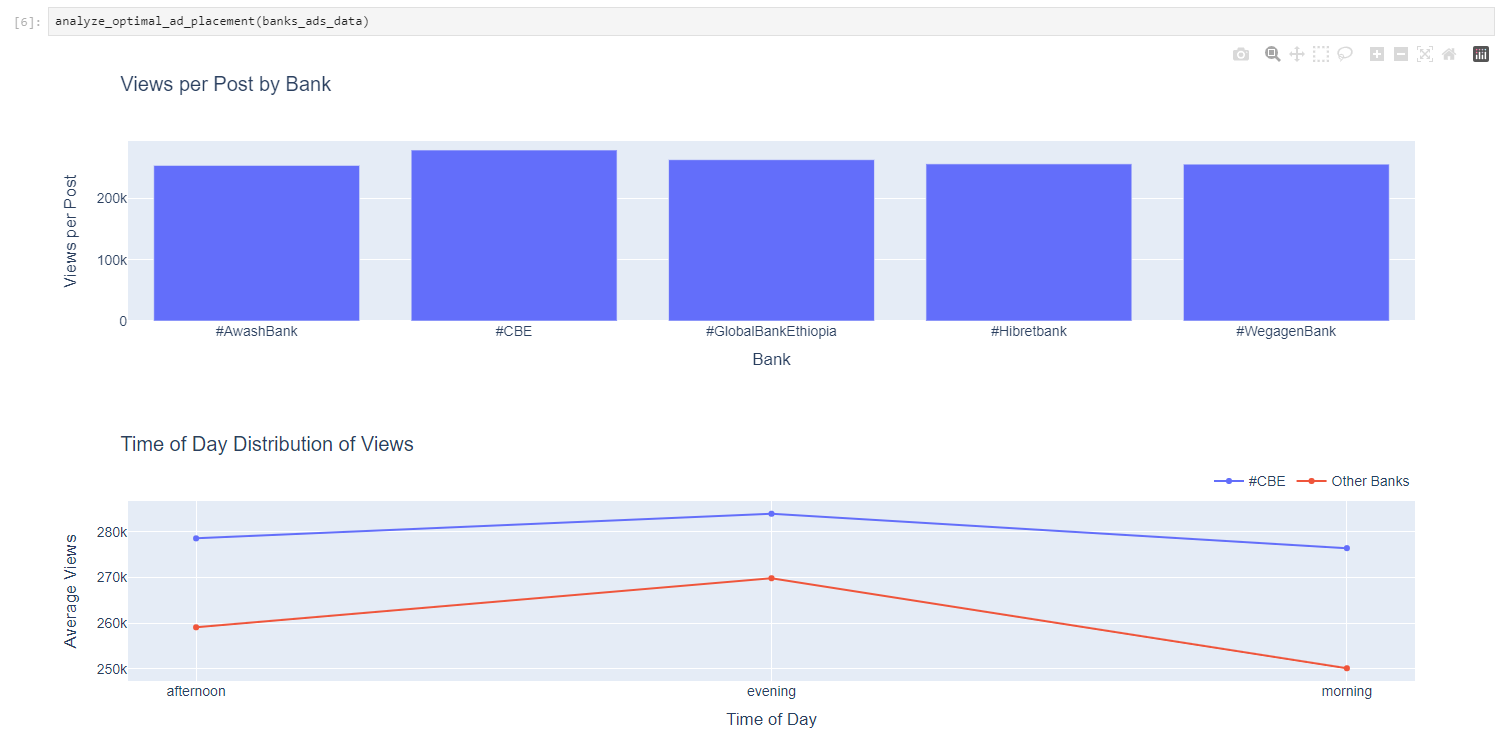 [6]: analyze_optimal_ad_placement(banks_ads_data)
Views per Post by Bank
Views per Post
200k
100k
0
#AwashBank #CBE #GlobalBankEthiopia #Hibretbank #WegagenBank
Bank
Time of Day Distribution of Views
#CBE Other Banks
Average Views
280k
270k
260k
250k
afternoon evening morning
Time of Day